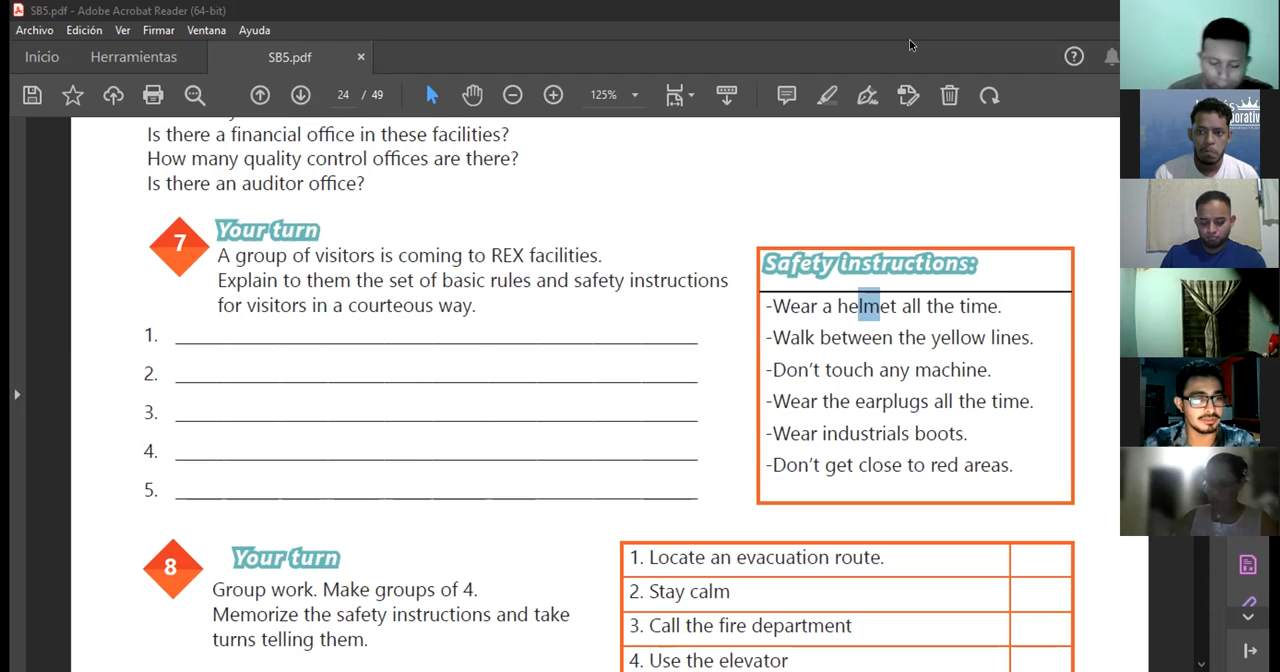 SB5.pdf - Adobe Acrobat Reader (64-bit)
Archivo Edición Ver Firmar Ventana Ayuda
Inicio Herramientas SB5.pdf ×
24 / 49 125%
Is there a financial office in these facilities?
How many quality control offices are there?
Is there an auditor office?
7 Your turn
A group of visitors is coming to REX facilities.
Explain to them the set of basic rules and safety instructions
for visitors in a courteous way.
1.
2.
3.
4.
5.
Safety instructions:
-Wear a helmet all the time.
-Walk between the yellow lines.
-Don't touch any machine.
-Wear the earplugs all the time.
-Wear industrials boots.
-Don't get close to red areas.
8 Your turn
Group work. Make groups of 4.
Memorize the safety instructions and take
turns telling them.
1. Locate an evacuation route.
2. Stay calm
3. Call the fire department
4. Use the elevator